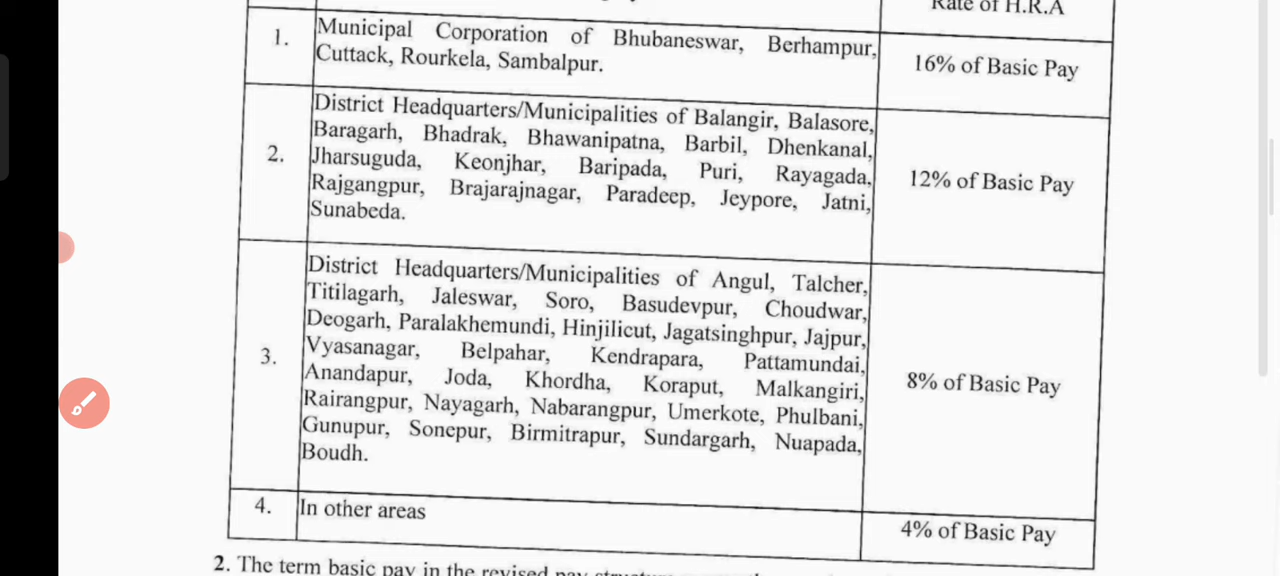 Rate of H.R.A
1.
Municipal Corporation of Bhubaneswar, Berhampur,
Cuttack, Rourkela, Sambalpur.
16% of Basic Pay
2.
District Headquarters/Municipalities of Balangir, Balasore,
Baragarh, Bhadrak, Bhawanipatna, Barbil, Dhenkanal,
Jharsuguda, Keonjhar, Baripada, Puri, Rayagada,
Rajgangpur, Brajarajnagar, Paradeep, Jeypore, Jatni,
Sunabeda.
12% of Basic Pay
3.
District Headquarters/Municipalities of Angul, Talcher,
Titilagarh, Jaleswar, Soro, Basudevpur, Choudwar,
Deogarh, Paralakhemundi, Hinjilicut, Jagatsinghpur, Jajpur,
Vyasanagar, Belpahar, Kendrapara, Pattamundai,
Anandapur, Joda, Khordha, Koraput, Malkangiri,
Rairangpur, Nayagarh, Nabarangpur, Umerkote, Phulbani,
Gunupur, Sonepur, Birmitrapur, Sundargarh, Nuapada,
Boudh.
8% of Basic Pay
4.
In other areas
4% of Basic Pay
2. The term basic pay in the revised pay